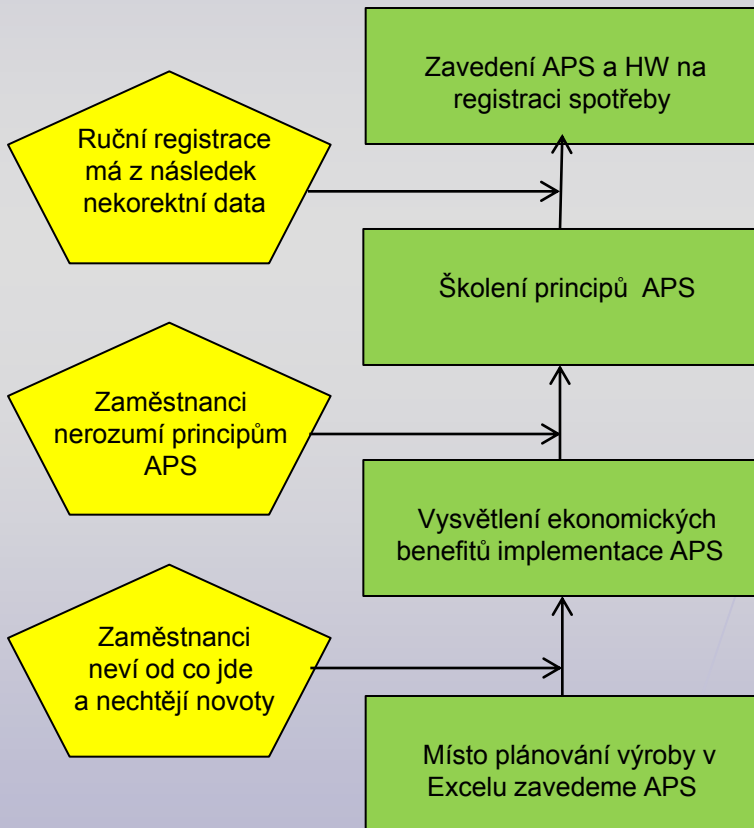 Zavedení APS a HW na
registraci spotřeby
Ruční registrace
má z následek
nekorektní data
Školení principů APS
Zaměstnanci
nerozumí principům
APS
Vysvětlení ekonomických
benefitů implementace APS
Zaměstnanci
neví od co jde
a nechtějí novoty
Místo plánování výroby v
Excelu zavedeme APS